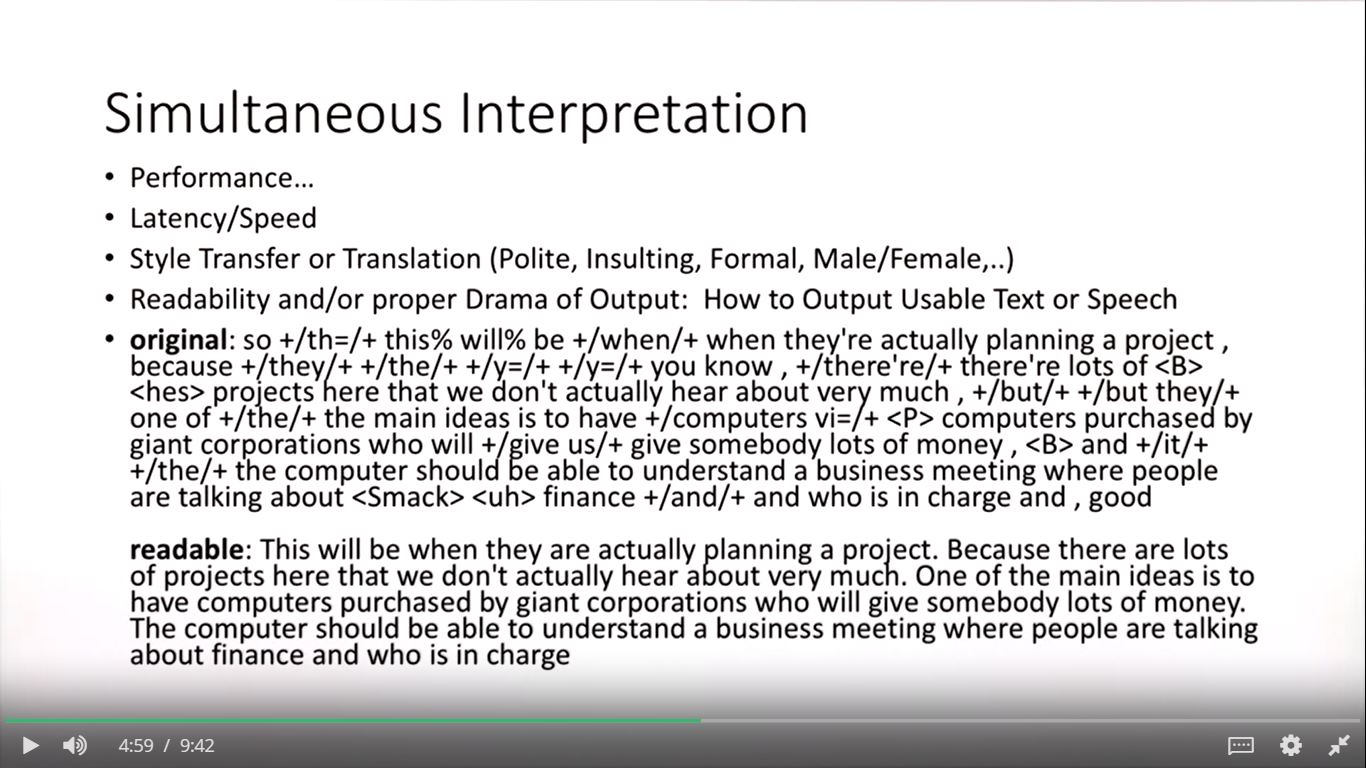 Simultaneous Interpretation
• Performance...
• Latency/Speed
• Style Transfer or Translation (Polite, Insulting, Formal, Male/Female,..)
• Readability and/or proper Drama of Output: How to Output Usable Text or Speech
• original: so +/th=/+ this% will% be +/when/+ when they're actually planning a project ,
because +/they/+ +/the/+ +/y=/+ +/y=/+ you know , +/there're/+ there're lots of <B>
<hes> projects here that we don't actually hear about very much , +/but/+ +/but they/+
one of +/the/+ the main ideas is to have +/computers vi=/+ <P> computers purchased by
giant corporations who will +/give us/+ give somebody lots of money , <B> and +/it/+
+/the/+ the computer should be able to understand a business meeting where people
are talking about <Smack> <uh> finance +/and/+ and who is in charge and , good
readable: This will be when they are actually planning a project. Because there are lots
of projects here that we don't actually hear about very much. One of the main ideas is to
have computers purchased by giant corporations who will give somebody lots of money.
The computer should be able to understand a business meeting where people are talking
about finance and who is in charge
4:59 / 9:42